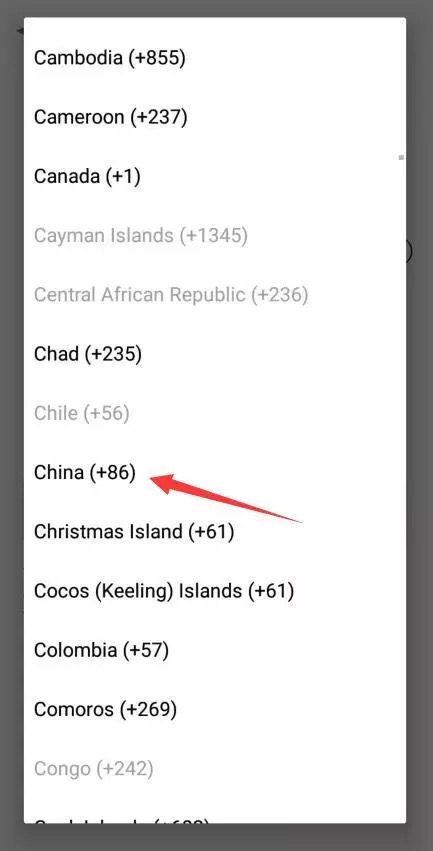 Cambodia (+855)
Cameroon (+237)
Canada (+1)
Cayman Islands (+1345)
Central African Republic (+236)
Chad (+235)
Chile (+56)
China (+86)
Christmas Island (+61)
Cocos (Keeling) Islands (+61)
Colombia (+57)
Comoros (+269)
Congo (+242)